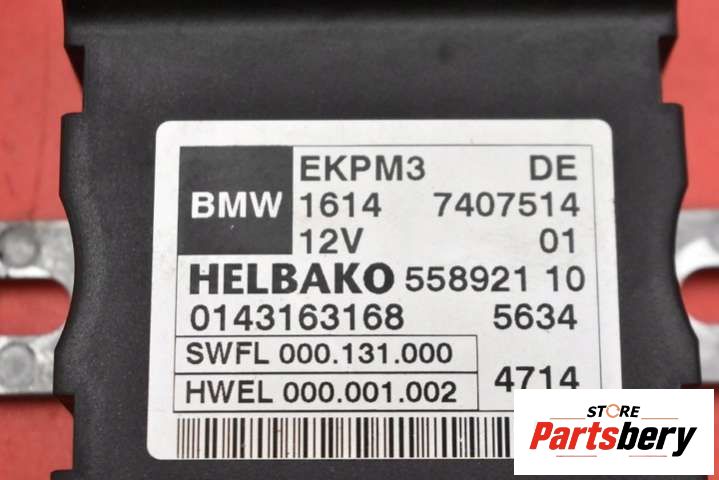 EKPM3 DE
BMW 1614 7407514
12V 01
HELBAKO 558921 10
0143163168 5634
SWFL 000.131.000
HWEL 000.001.002 4714
STORE
Partsbery